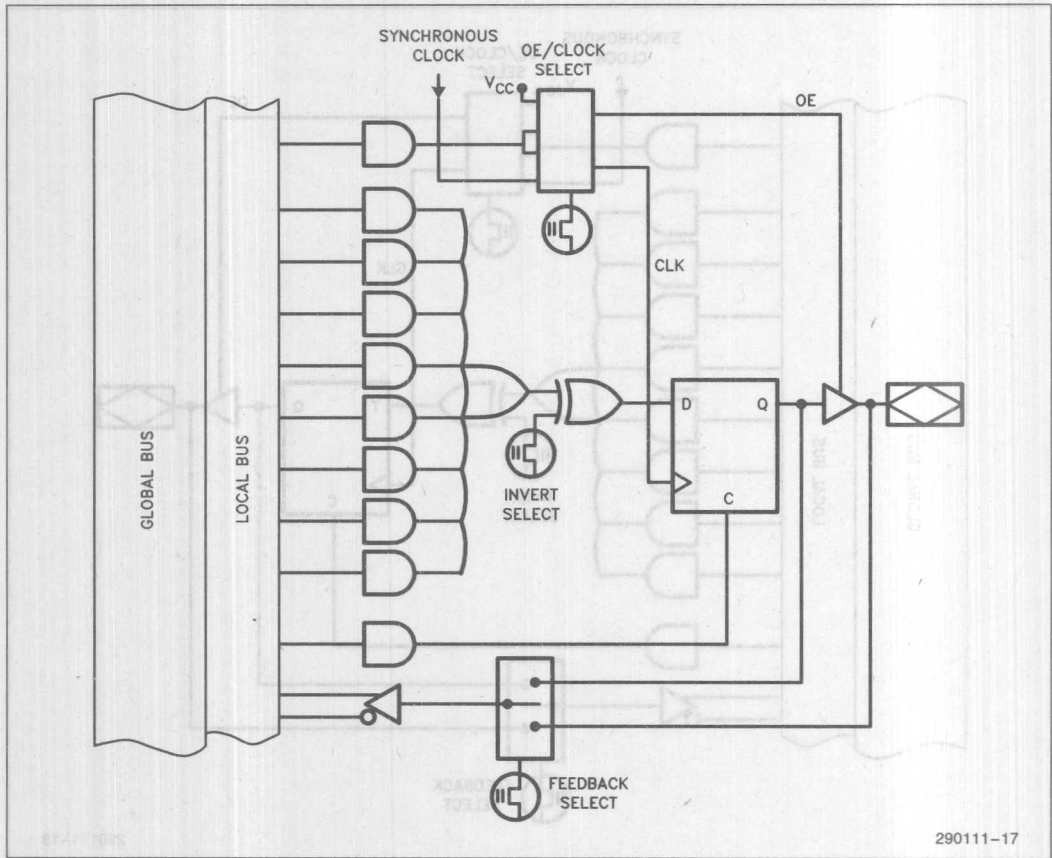 SYNCHRONOUS
CLOCK
OE/CLOCK
SELECT
VCC
OE
CLK
D
Q
C
GLOBAL BUS
LOCAL BUS
INVERT
SELECT
FEEDBACK
SELECT
290111–17